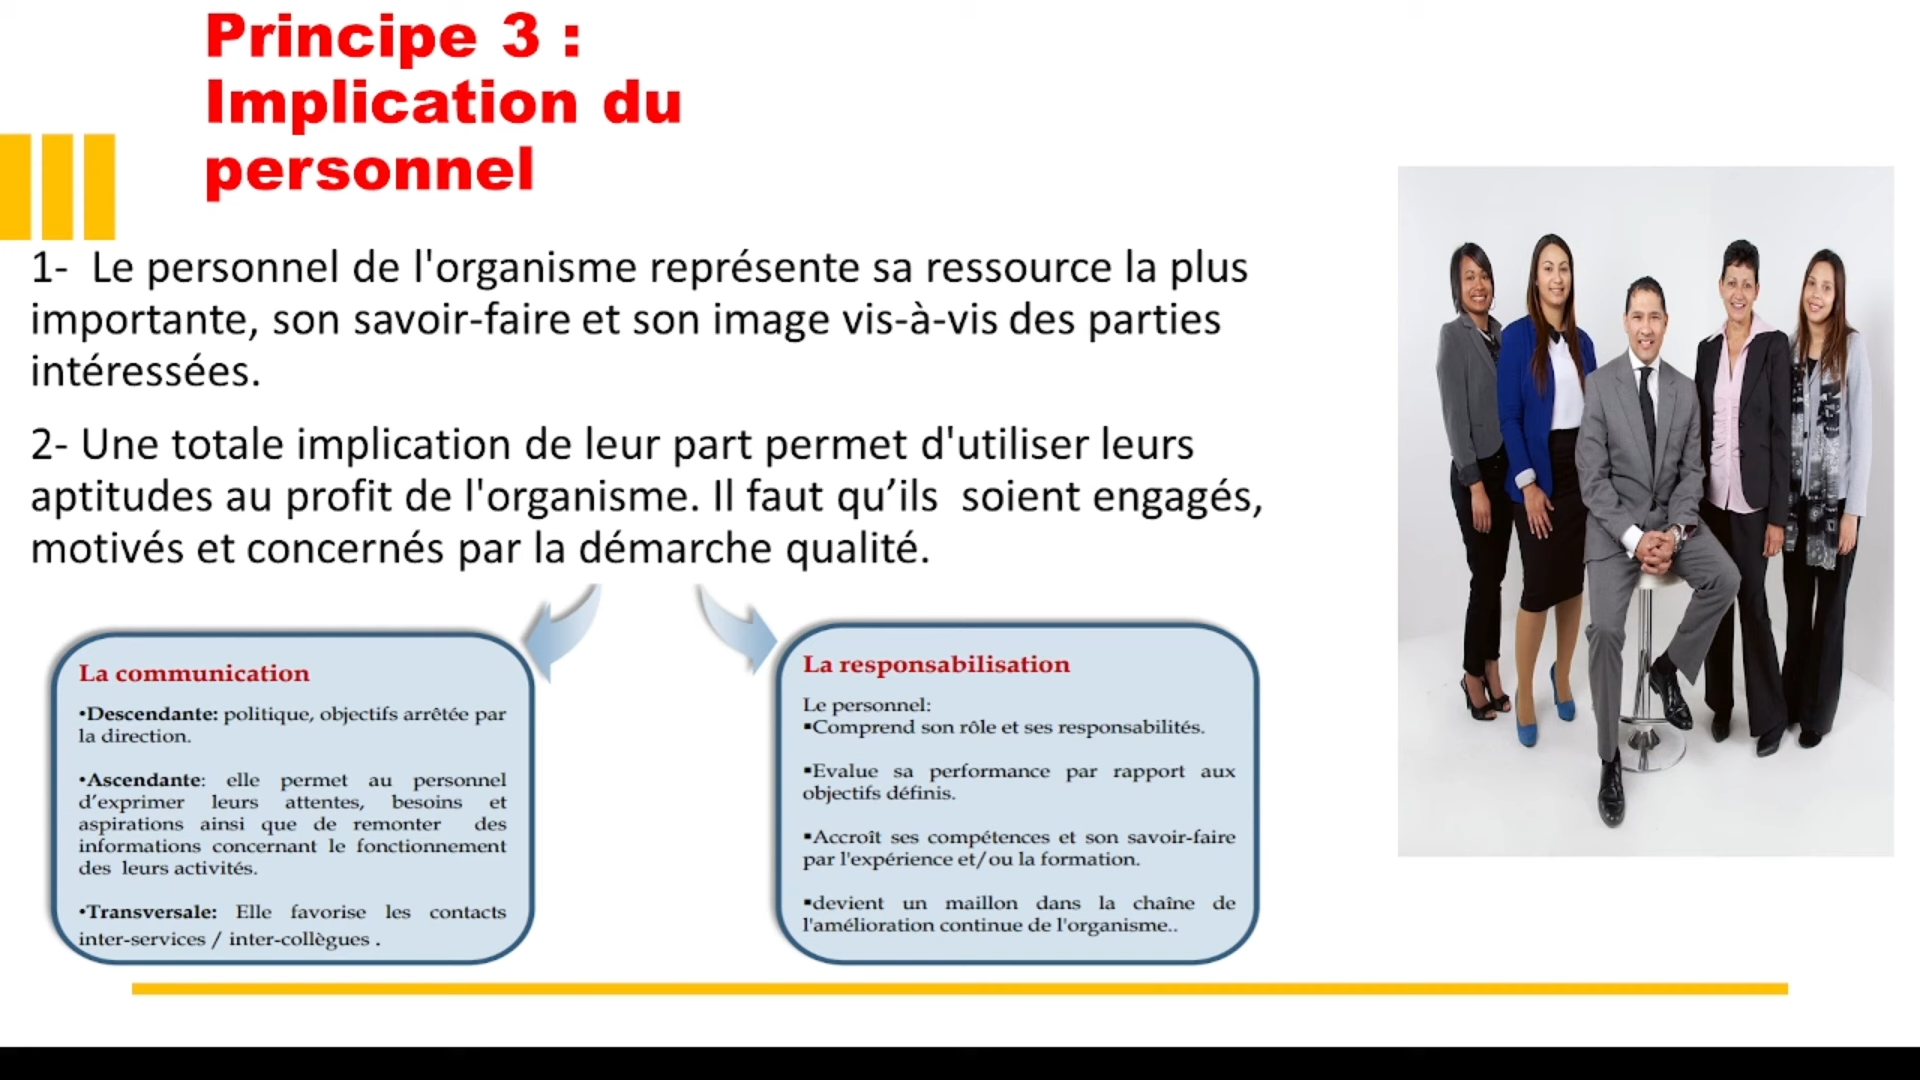 Principe 3 :
Implication du
personnel
1-  Le personnel de l'organisme représente sa ressource la plus
importante, son savoir-faire et son image vis-à-vis des parties
intéressées.
2- Une totale implication de leur part permet d'utiliser leurs
aptitudes au profit de l'organisme. Il faut qu’ils  soient engagés,
motivés et concernés par la démarche qualité.
La communication
•Descendante: politique, objectifs arrêtée par
la direction.
•Ascendante: elle permet au personnel
d’exprimer leurs attentes, besoins et
aspirations ainsi que de remonter des
informations concernant le fonctionnement
des leurs activités.
•Transversale: Elle favorise les contacts
inter-services / inter-collègues .
La responsabilisation
Le personnel:
▪Comprend son rôle et ses responsabilités.
▪Evalue sa performance par rapport aux
objectifs définis.
▪Accroît ses compétences et son savoir-faire
par l'expérience et/ou la formation.
▪devient un maillon dans la chaîne de
l'amélioration continue de l'organisme..